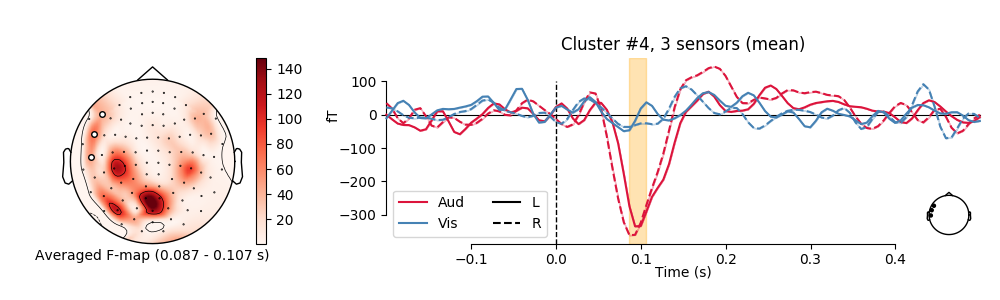 Cluster #4, 3 sensors (mean)
140
120
100
80
60
40
20
Averaged F-map (0.087 - 0.107 s)
fT
100
0
−100
−200
−300
Aud
Vis
L
R
−0.1
0.0
0.1
0.2
0.3
0.4
Time (s)